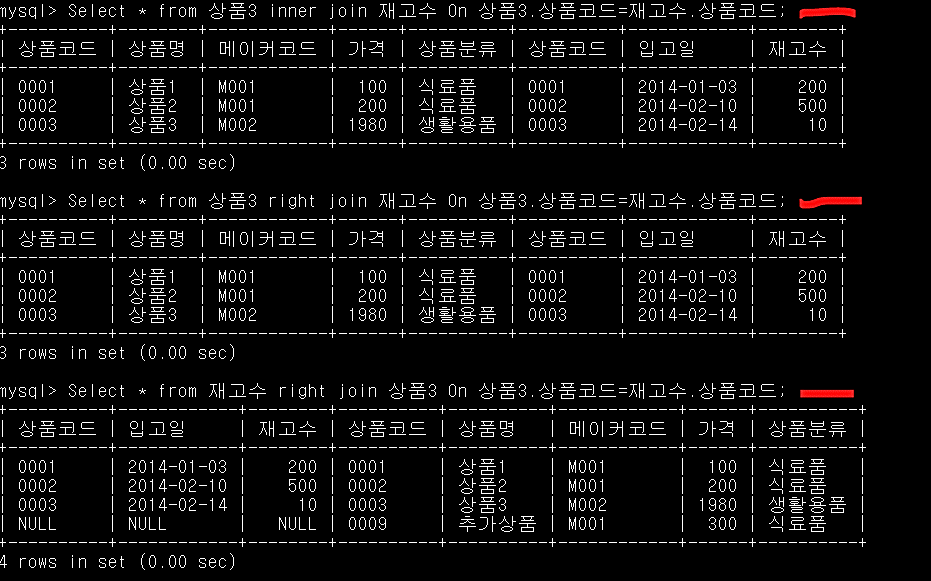 mysql> Select * from 상품3 inner join 재고수 On 상품3.상품코드=재고수.상품코드;
| 상품코드 | 상품명 | 메이커코드 | 가격 | 상품분류 | 상품코드 | 입고일 | 재고수 |
| 0001 | 상품1 | M001 | 100 | 식료품 | 0001 | 2014-01-03 | 200 |
| 0002 | 상품2 | M001 | 200 | 식료품 | 0002 | 2014-02-10 | 500 |
| 0003 | 상품3 | M002 | 1980 | 생활용품 | 0003 | 2014-02-14 | 10 |
3 rows in set (0.00 sec)
mysql> Select * from 상품3 right join 재고수 On 상품3.상품코드=재고수.상품코드;
| 상품코드 | 상품명 | 메이커코드 | 가격 | 상품분류 | 상품코드 | 입고일 | 재고수 |
| 0001 | 상품1 | M001 | 100 | 식료품 | 0001 | 2014-01-03 | 200 |
| 0002 | 상품2 | M001 | 200 | 식료품 | 0002 | 2014-02-10 | 500 |
| 0003 | 상품3 | M002 | 1980 | 생활용품 | 0003 | 2014-02-14 | 10 |
3 rows in set (0.00 sec)
mysql> Select * from 재고수 right join 상품3 On 상품3.상품코드=재고수.상품코드;
| 상품코드 | 입고일 | 재고수 | 상품코드 | 상품명 | 메이커코드 | 가격 | 상품분류 |
| 0001 | 2014-01-03 | 200 | 0001 | 상품1 | M001 | 100 | 식료품 |
| 0002 | 2014-02-10 | 500 | 0002 | 상품2 | M001 | 200 | 식료품 |
| 0003 | 2014-02-14 | 10 | 0003 | 상품3 | M002 | 1980 | 생활용품 |
| NULL | NULL | NULL | 0009 | 추가상품 | M001 | 300 | 식료품 |
4 rows in set (0.00 sec)